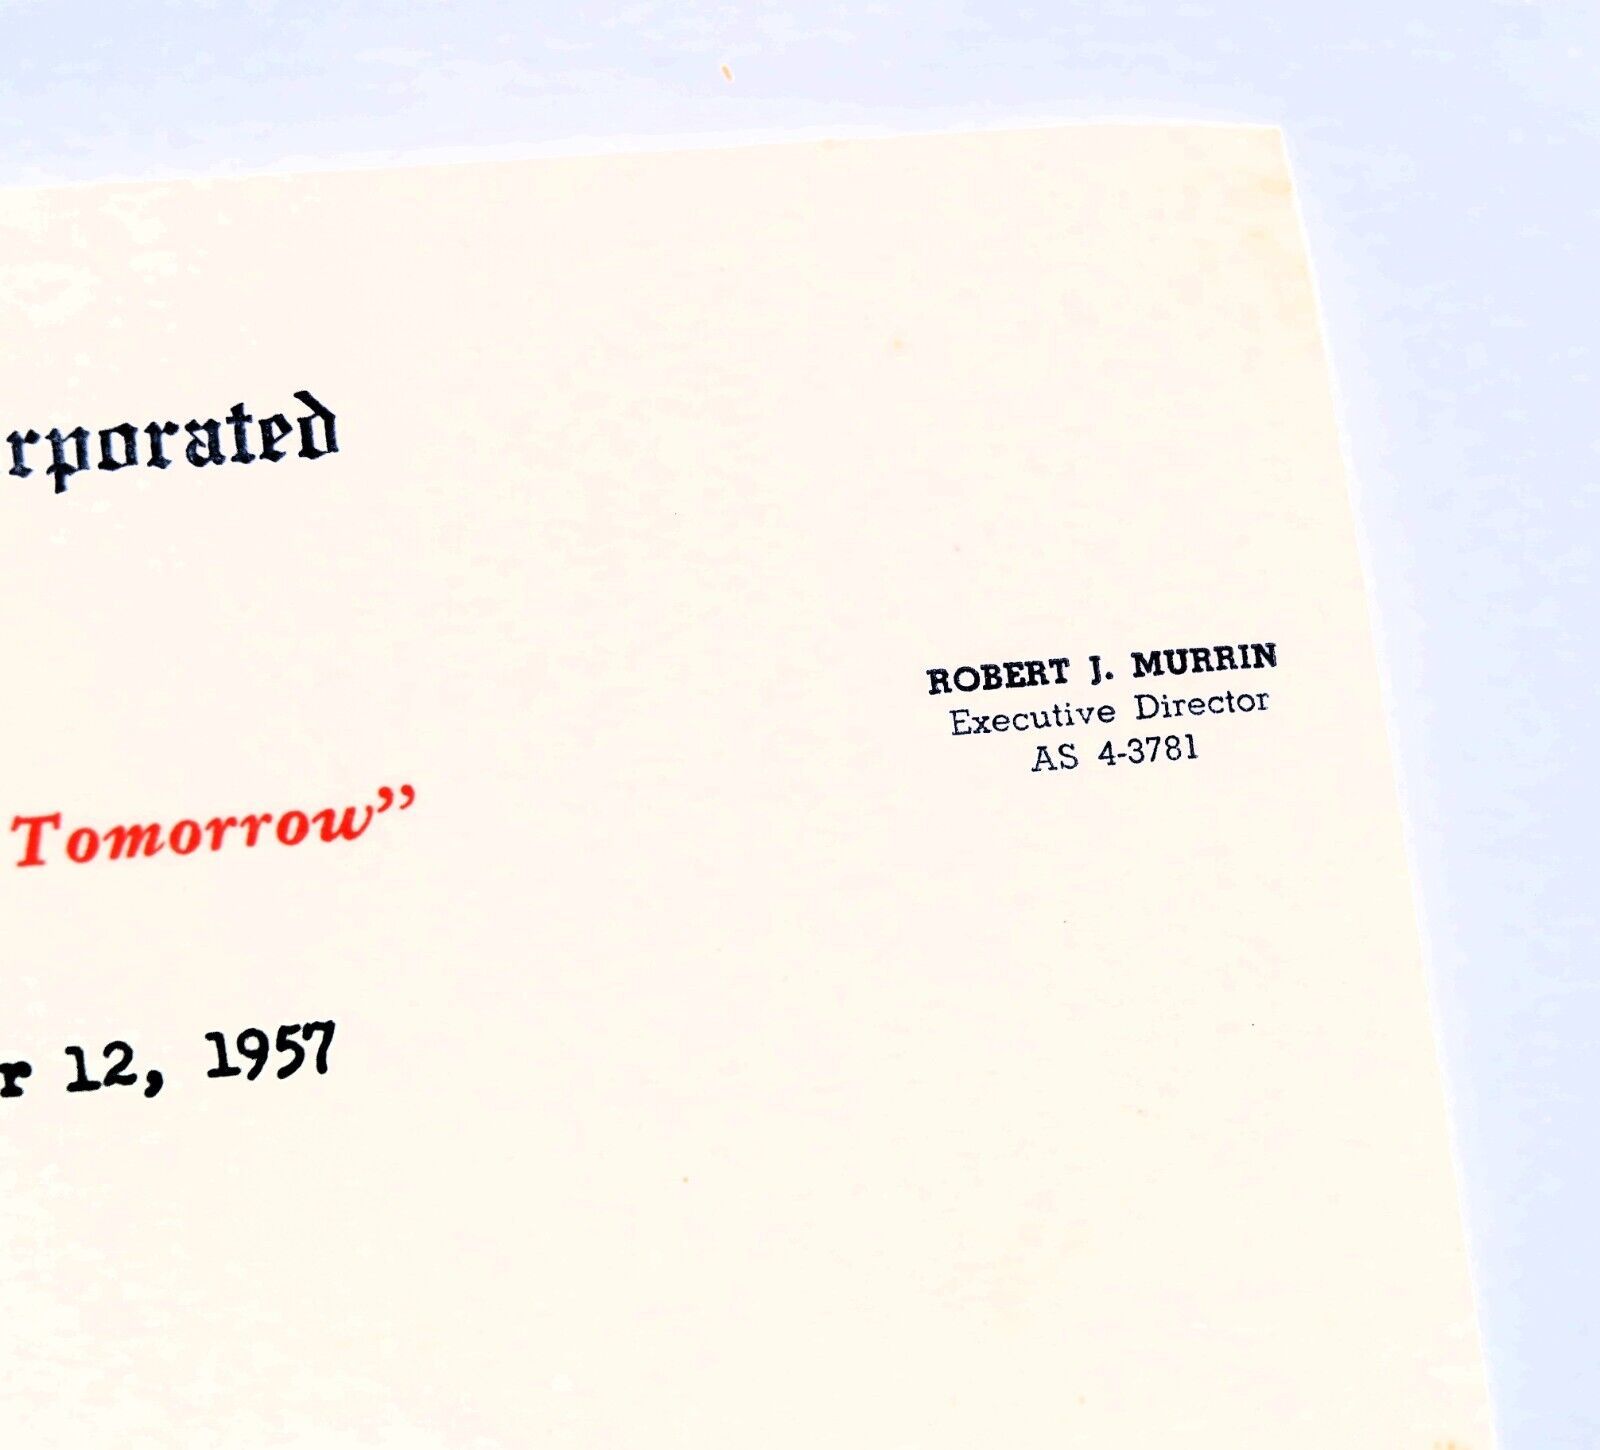 rporated
ROBERT J. MURRIN
Executive Director
AS 4-3781
Tomorrow”
r 12, 1957